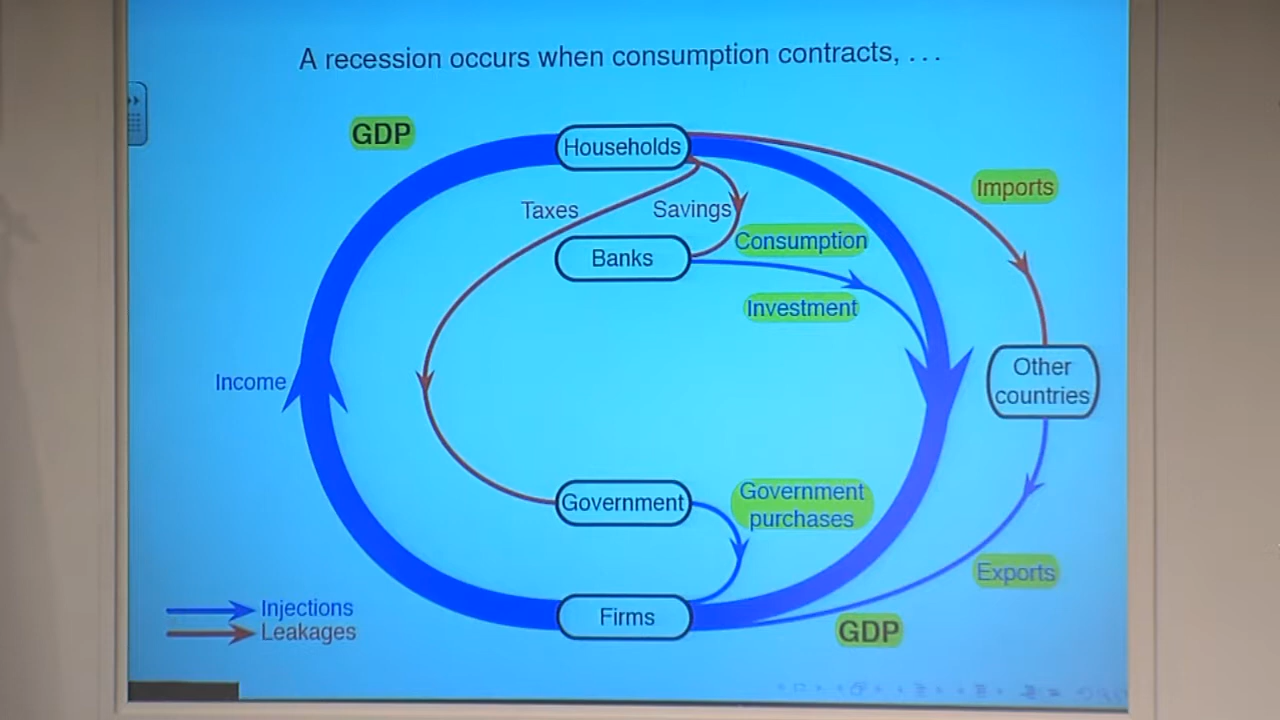 A recession occurs when consumption contracts, ...
GDP
Households
Imports
Taxes
Savings
Consumption
Banks
Investment
Income
Other
countries
Government
Government
purchases
Exports
Injections
Firms
Leakages
GDP